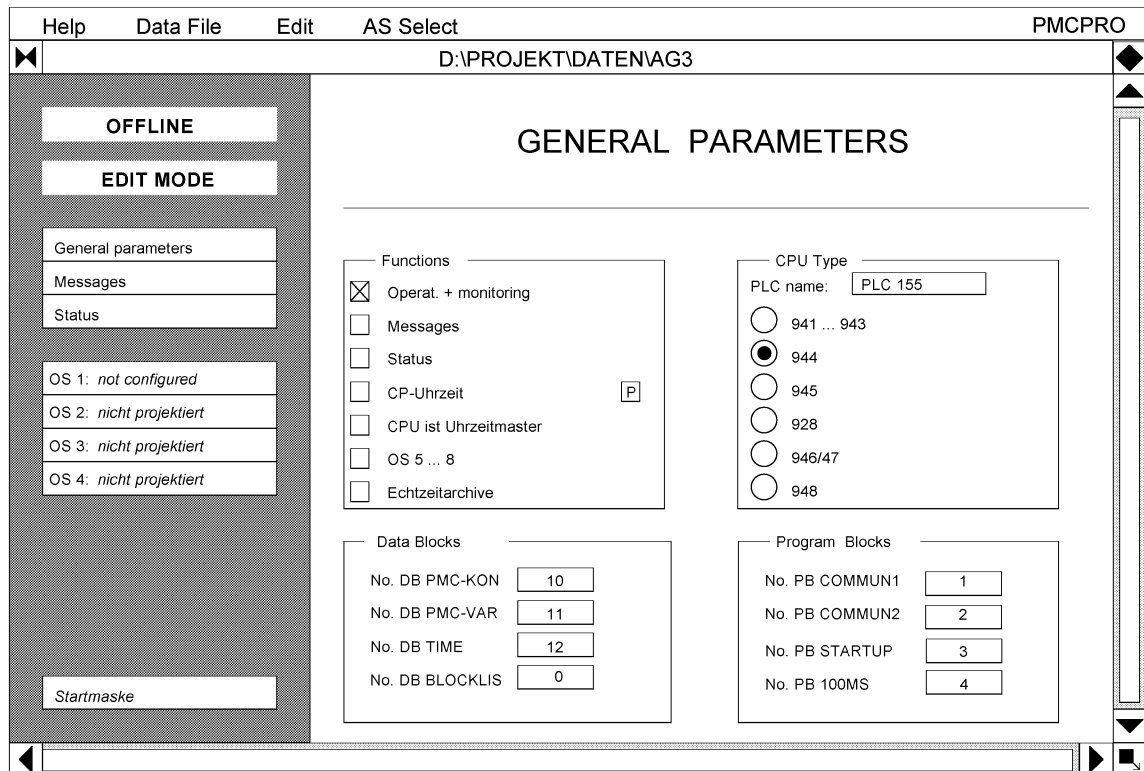 Help Data File Edit AS Select PMCPRO
D:\PROJEKT\DATEN\AG3
OFFLINE
EDIT MODE
General parameters
Messages
Status
OS 1: not configured
OS 2: nicht projektiert
OS 3: nicht projektiert
OS 4: nicht projektiert
Startmaske
GENERAL PARAMETERS
Functions
Operat. + monitoring
Messages
Status
CP-Uhrzeit P
CPU ist Uhrzeitmaster
OS 5 ... 8
Echtzeitarchive
CPU Type
PLC name: PLC 155
941 ... 943
944
945
928
946/47
948
Data Blocks
No. DB PMC-KON 10
No. DB PMC-VAR 11
No. DB TIME 12
No. DB BLOCKLIS 0
Program Blocks
No. PB COMMUN1 1
No. PB COMMUN2 2
No. PB STARTUP 3
No. PB 100MS 4